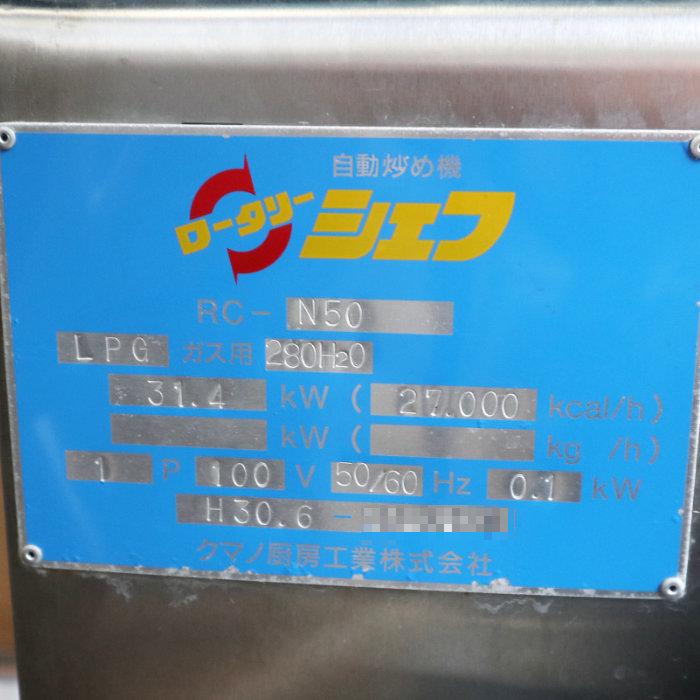 自動炒め機
ロータリーシェフ
RC- N50
LPG ガス用 280H₂O
31.4 kW ( 27.000 kcal/h)
kW ( kg /h)
1 P 100 V 50/60 Hz 0.1 kW
H30.6 -
クマノ厨房工業株式会社